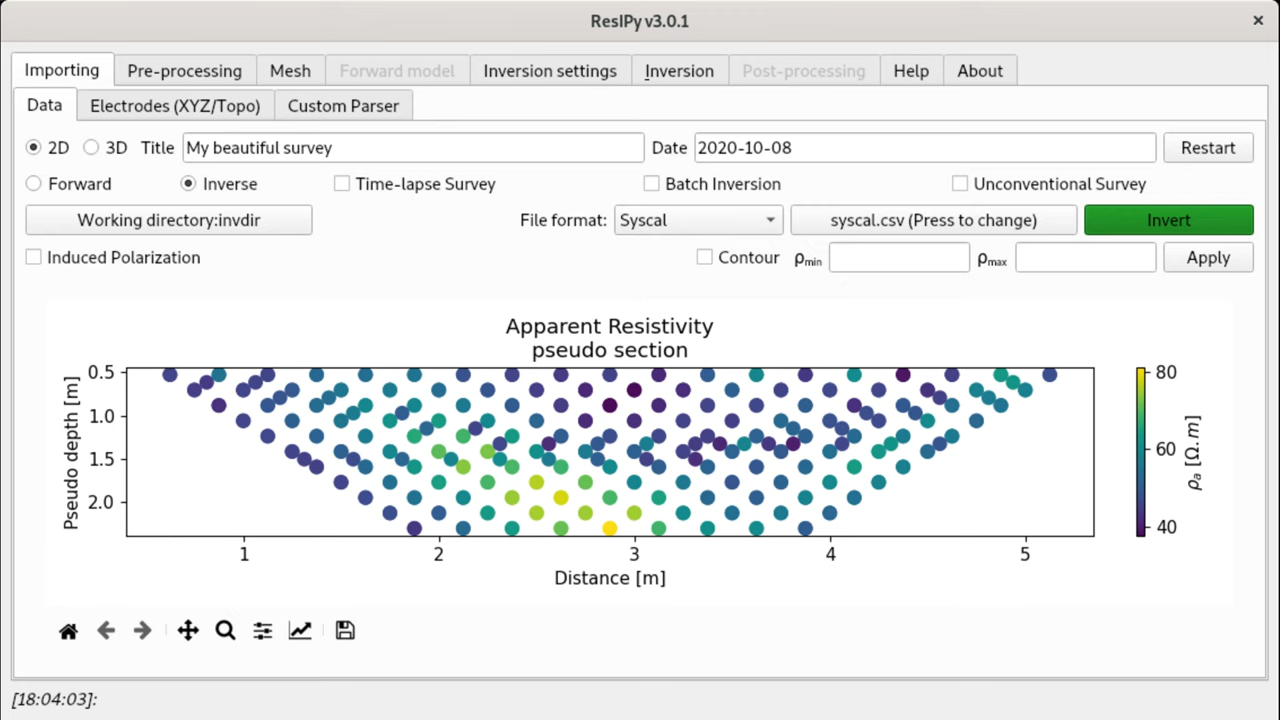 ResIPy v3.0.1
Importing Pre-processing Mesh Forward model Inversion settings Inversion Post-processing Help About
Data Electrodes (XYZ/Topo) Custom Parser
2D 3D Title My beautiful survey Date 2020-10-08 Restart
Forward Inverse Time-lapse Survey Batch Inversion Unconventional Survey
Working directory:invdir File format: Syscal syscal.csv (Press to change) Invert
Induced Polarization Contour ρmin ρmax Apply
Apparent Resistivity
pseudo section
Pseudo depth [m]
0.5
1.0
1.5
2.0
1 2 3 4 5
Distance [m]
80
60
40
ρa [Ω.m]
[18:04:03]: